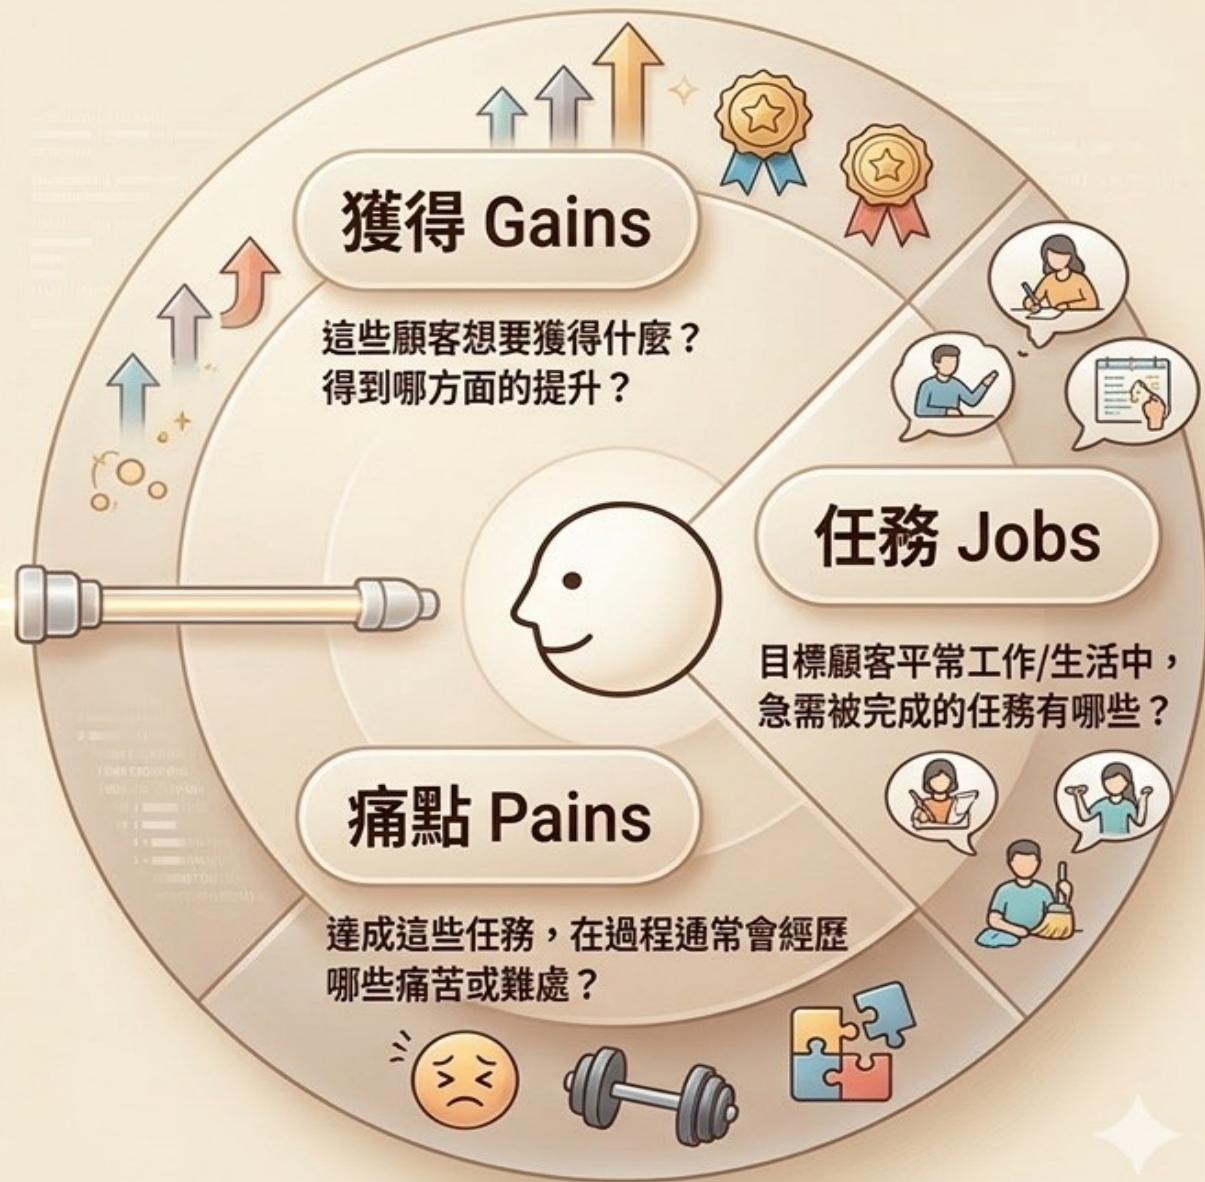 獲得 Gains
這些顧客想要獲得什麼？
得到哪方面的提升？
任務 Jobs
目標顧客平常工作/生活中，
急需被完成的任務有哪些？
痛點 Pains
達成這些任務，在過程通常會經歷
哪些痛苦或難處？